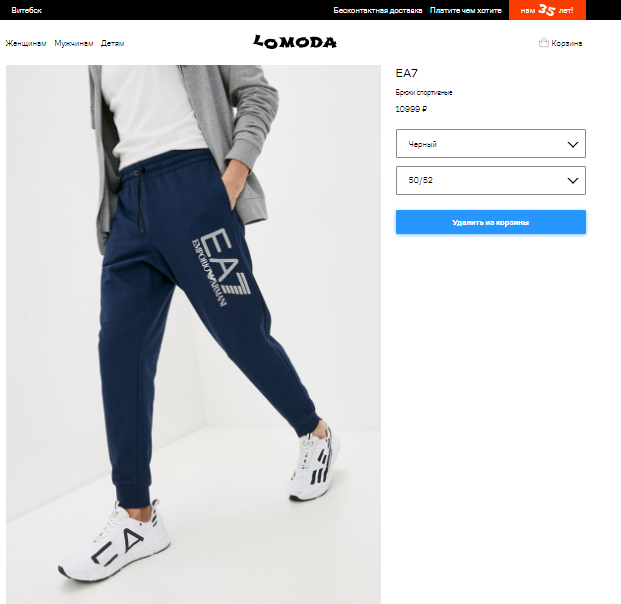 Витебск
Бесконтактная доставка Платите чем хотите нам 35 лет!
Женщинам Мужчинам Детям
LOMODA
Корзина
EA7
Брюки спортивные
10999 ₽
Черный
50/52
Удалить из корзины
EA7
EMPORIO ARMANI
EA